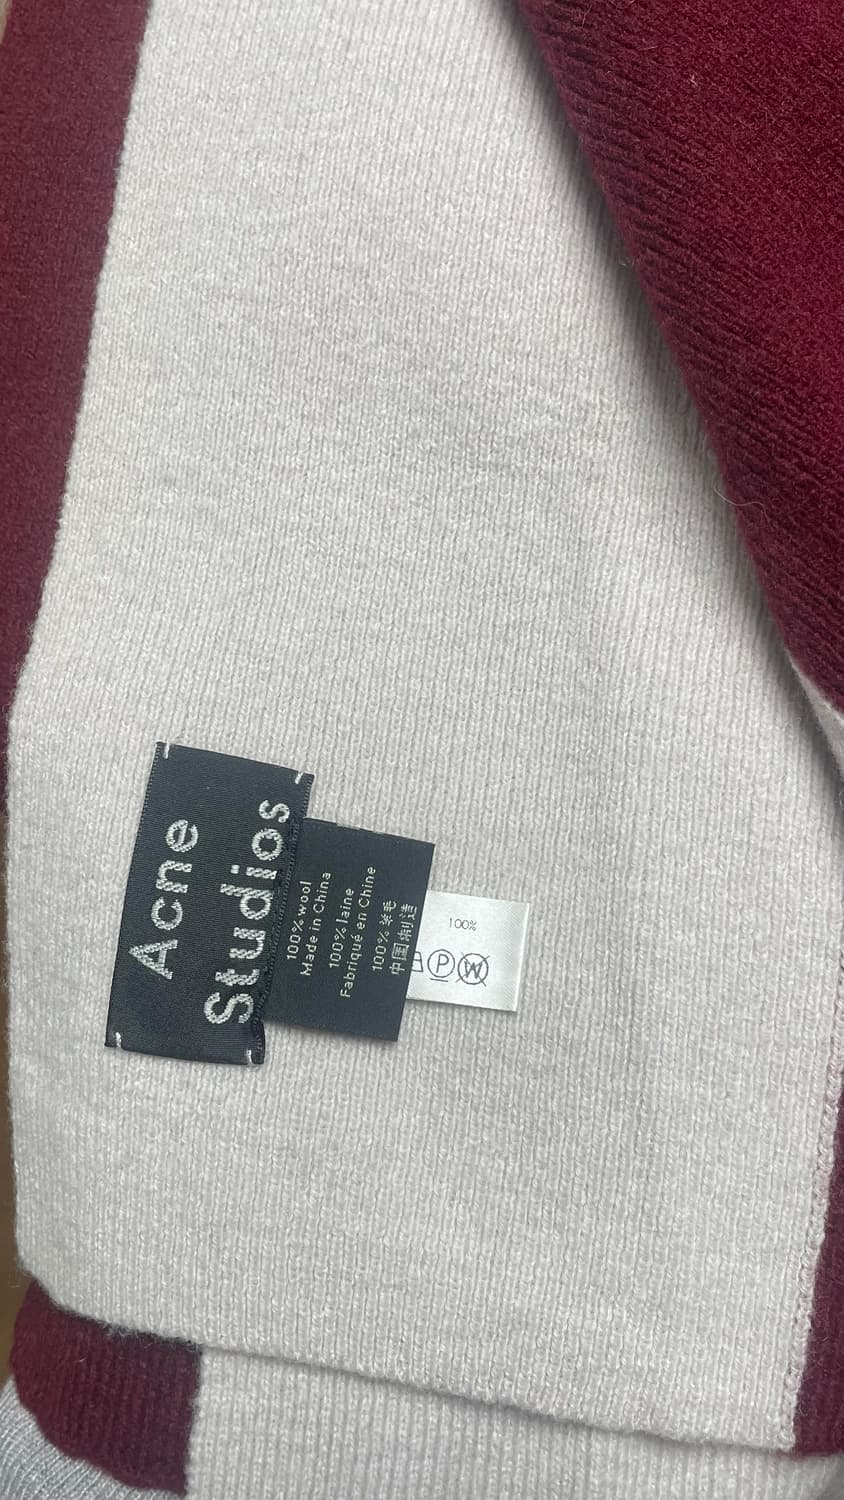 Acne
Studios
100% wool
Made in China
100% laine
Fabriqué en Chine
100% 羊毛
中国制造
100%
P
W